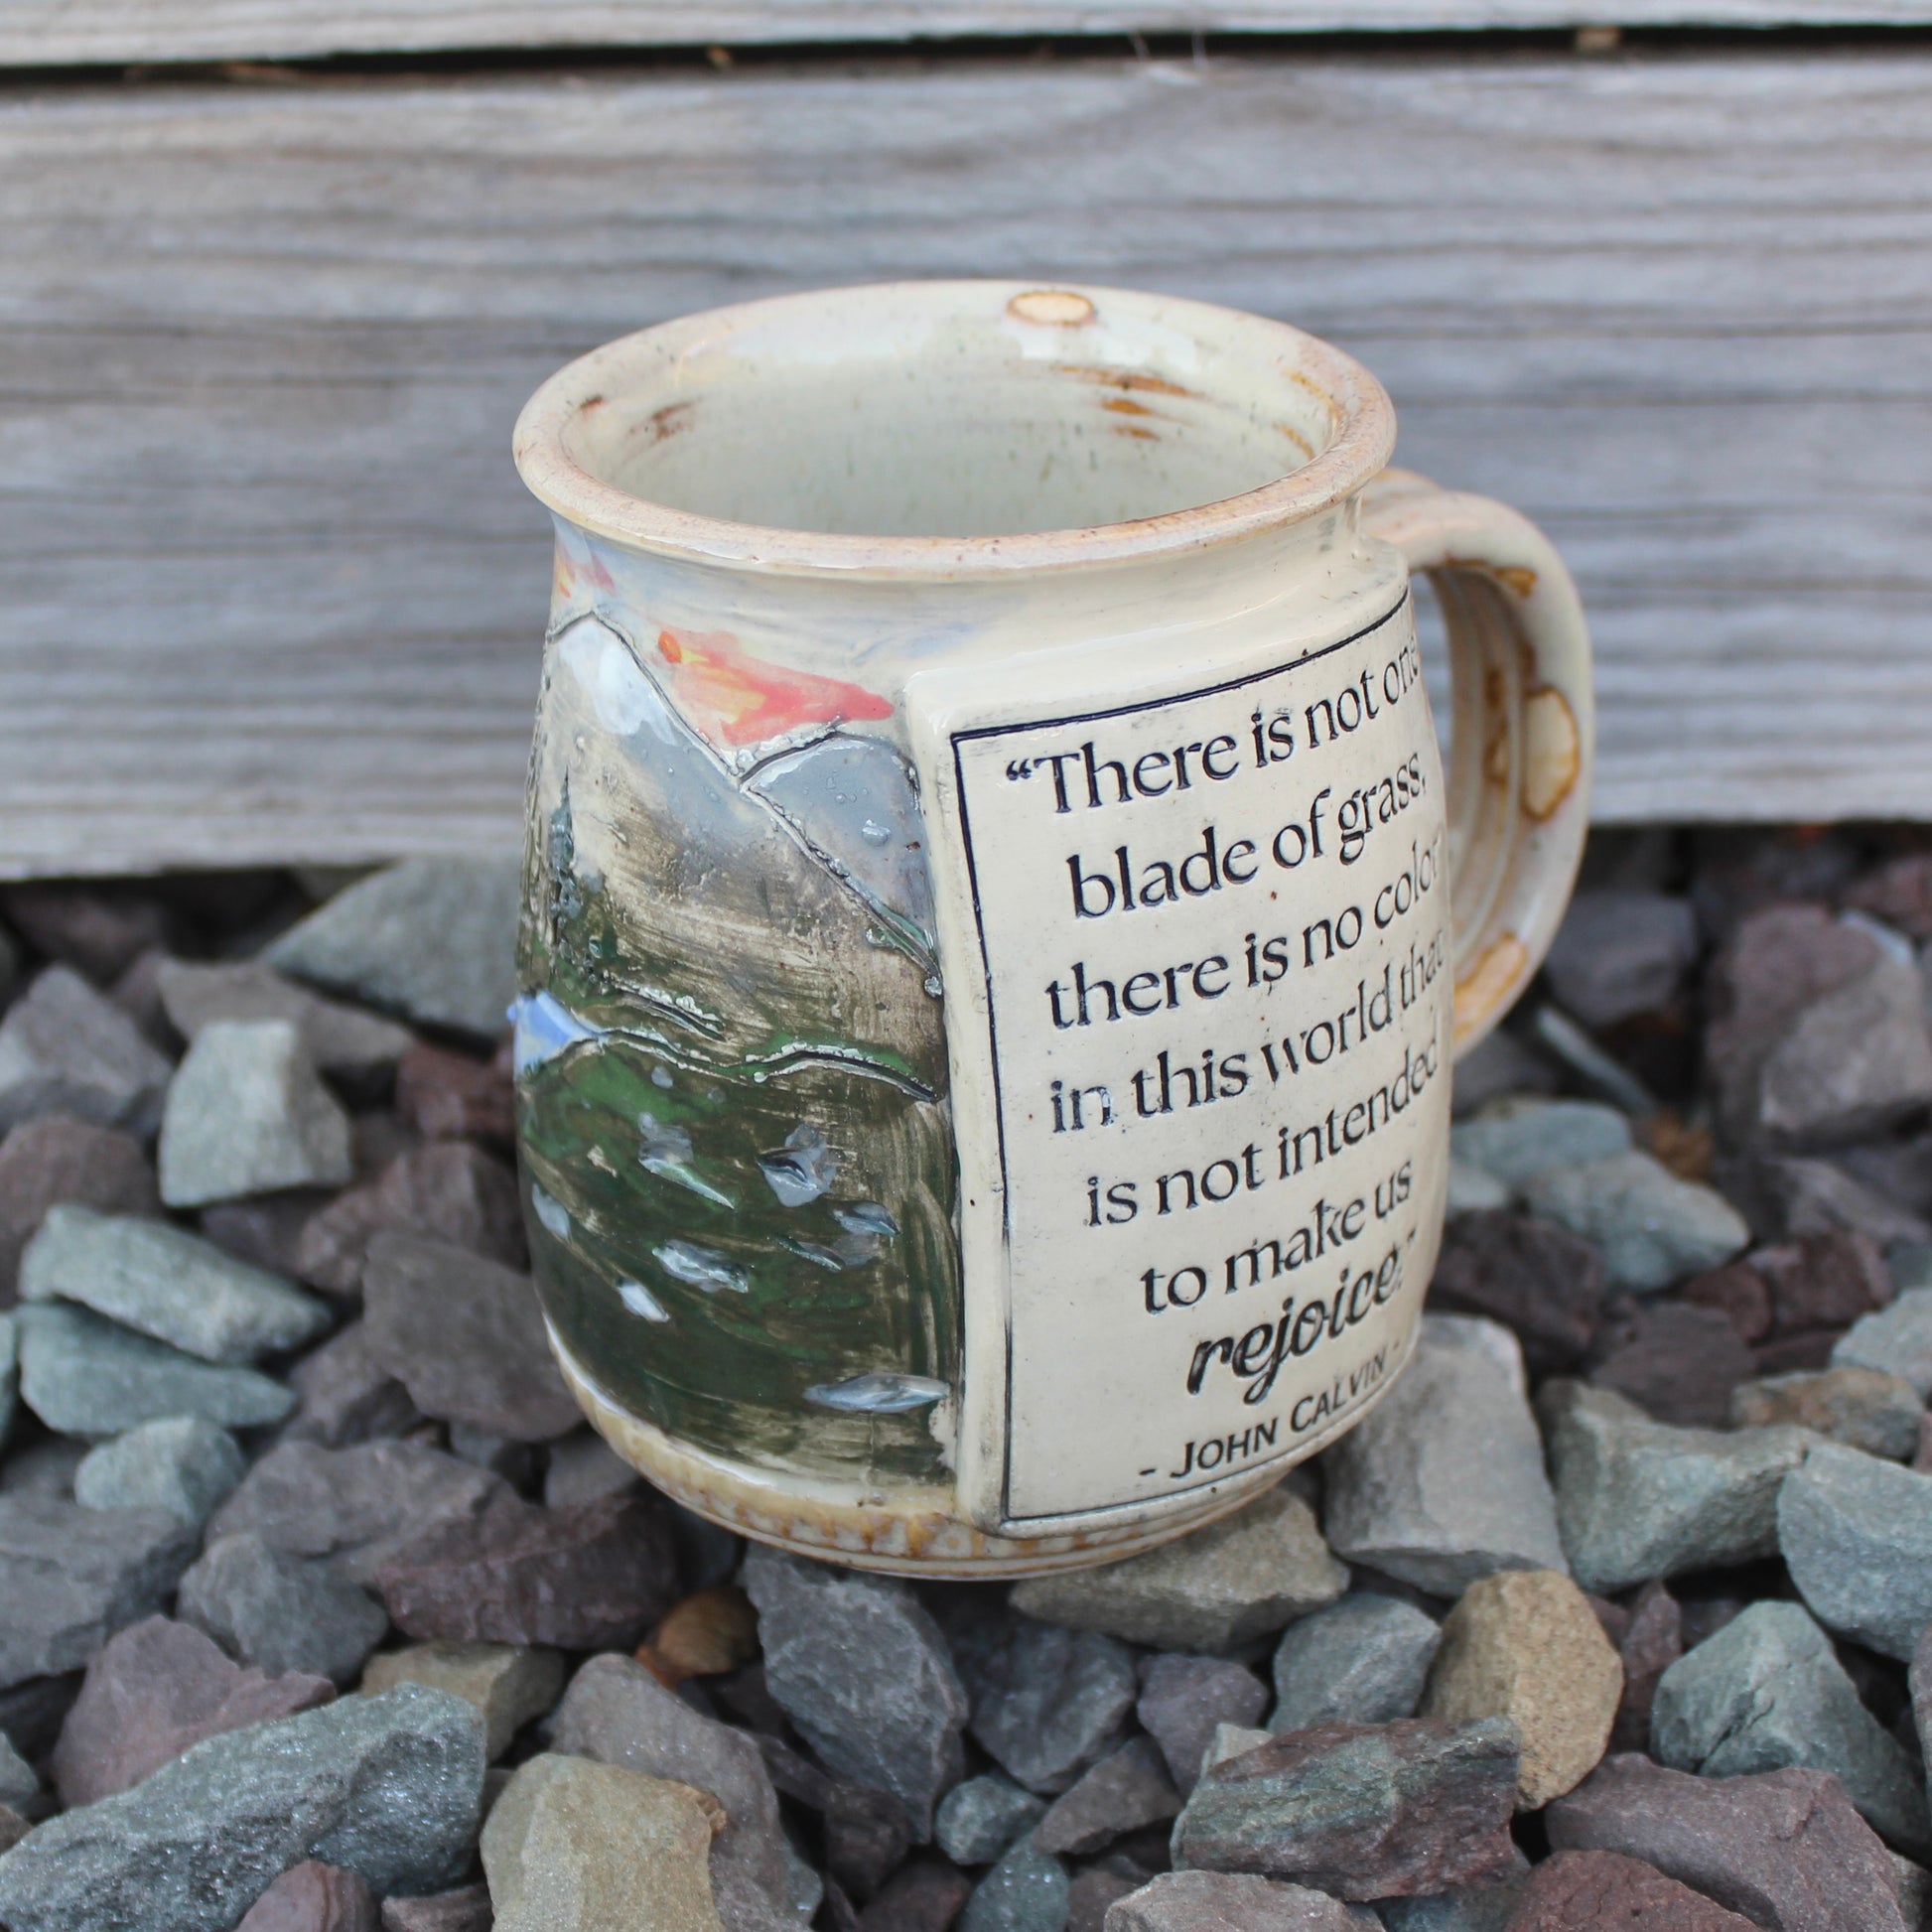 “There is not one
blade of grass,
there is no color
in this world that
is not intended
to make us
rejoice.”
- JOHN CALVIN -